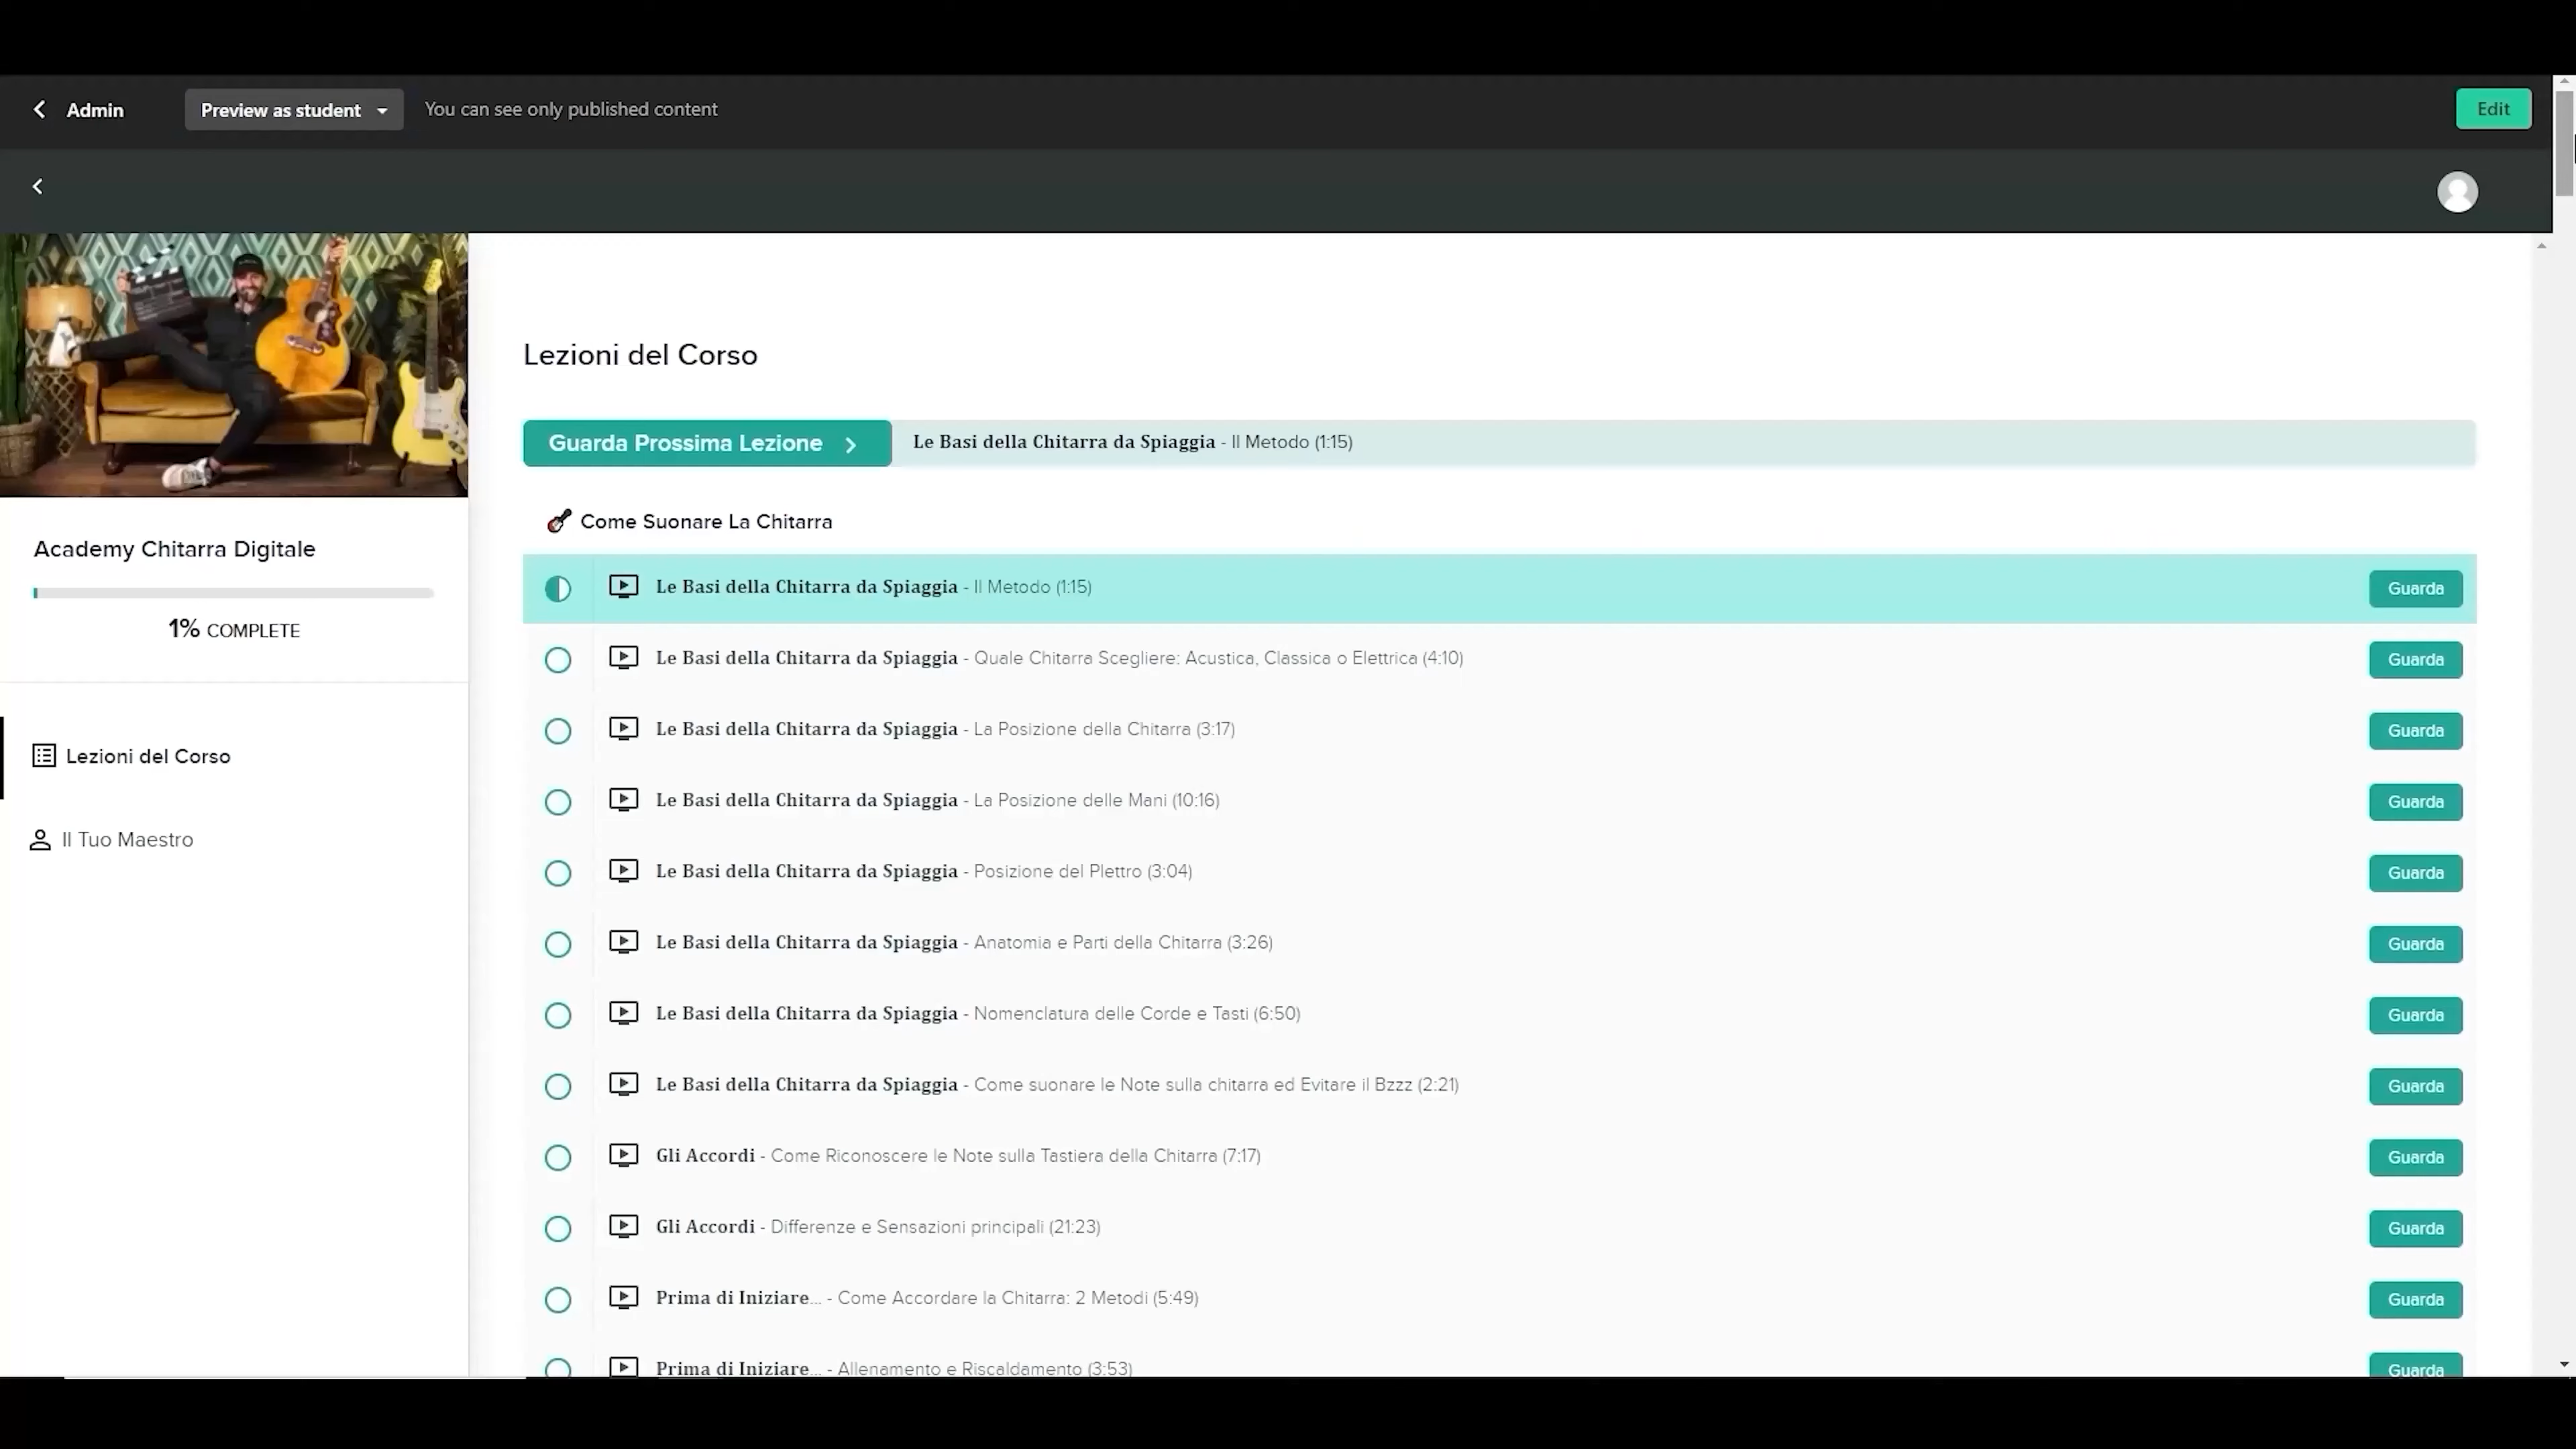 Admin
Preview as student
You can see only published content
Edit
Academy Chitarra Digitale
1% COMPLETE
Lezioni del Corso
Il Tuo Maestro
Lezioni del Corso
Guarda Prossima Lezione
Le Basi della Chitarra da Spiaggia - Il Metodo (1:15)
Come Suonare La Chitarra
Le Basi della Chitarra da Spiaggia - Il Metodo (1:15) Guarda
Le Basi della Chitarra da Spiaggia - Quale Chitarra Scegliere: Acustica, Classica o Elettrica (4:10) Guarda
Le Basi della Chitarra da Spiaggia - La Posizione della Chitarra (3:17) Guarda
Le Basi della Chitarra da Spiaggia - La Posizione delle Mani (10:16) Guarda
Le Basi della Chitarra da Spiaggia - Posizione del Plettro (3:04) Guarda
Le Basi della Chitarra da Spiaggia - Anatomia e Parti della Chitarra (3:26) Guarda
Le Basi della Chitarra da Spiaggia - Nomenclatura delle Corde e Tasti (6:50) Guarda
Le Basi della Chitarra da Spiaggia - Come suonare le Note sulla chitarra ed Evitare il Bzzz (2:21) Guarda
Gli Accordi - Come Riconoscere le Note sulla Tastiera della Chitarra (7:17) Guarda
Gli Accordi - Differenze e Sensazioni principali (21:23) Guarda
Prima di Iniziare... - Come Accordare la Chitarra: 2 Metodi (5:49) Guarda
Prima di Iniziare... - Allenamento e Riscaldamento (3:53) Guarda